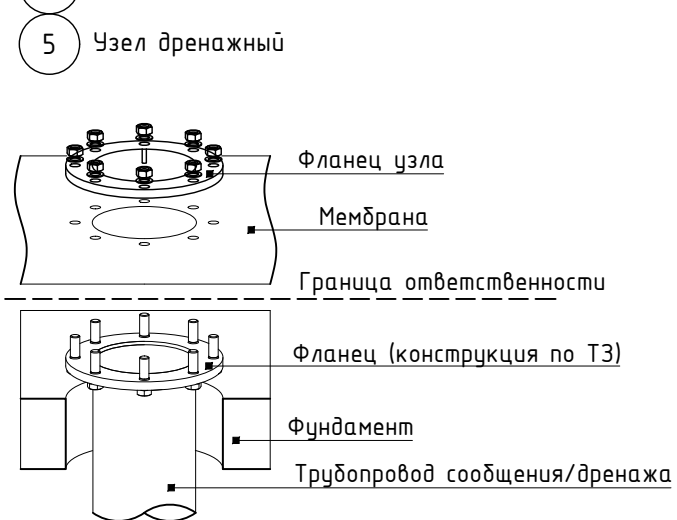 5 Узел дренажный
Фланец узла
Мембрана
Граница ответственности
Фланец (конструкция по ТЗ)
Фундамент
Трубопровод сообщения/дренажа